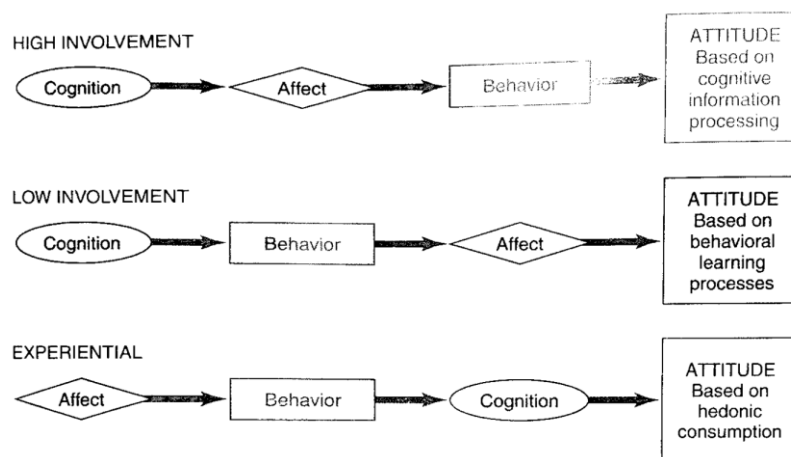 HIGH INVOLVEMENT
Cognition
Affect
Behavior
ATTITUDE
Based on
cognitive
information
processing
LOW INVOLVEMENT
Cognition
Behavior
Affect
ATTITUDE
Based on
behavioral
learning
processes
EXPERIENTIAL
Affect
Behavior
Cognition
ATTITUDE
Based on
hedonic
consumption